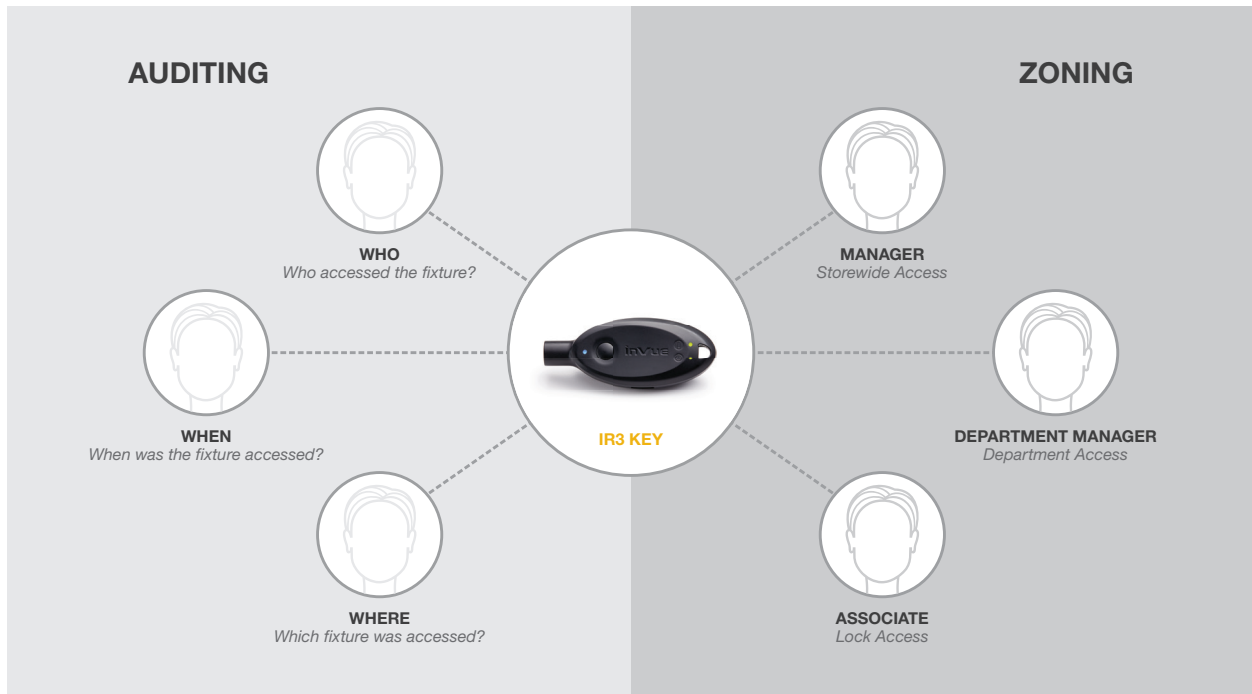 AUDITING
ZONING
WHO
Who accessed the fixture?
MANAGER
Storewide Access
WHEN
When was the fixture accessed?
InVue
IR3 KEY
DEPARTMENT MANAGER
Department Access
WHERE
Which fixture was accessed?
ASSOCIATE
Lock Access